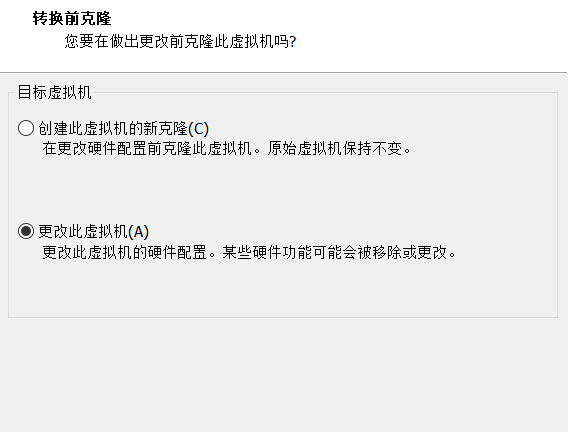 转换前克隆
您要在做出更改前克隆此虚拟机吗?
目标虚拟机
创建此虚拟机的新克隆(C)
在更改硬件配置前克隆此虚拟机。原始虚拟机保持不变。
更改此虚拟机(A)
更改此虚拟机的硬件配置。某些硬件功能可能会被移除或更改。